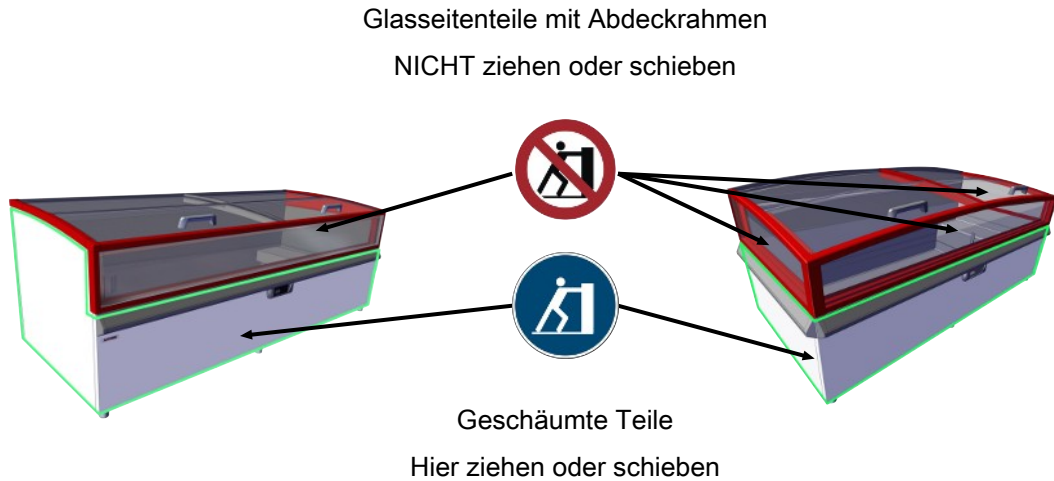 Glasseitenteile mit Abdeckrahmen
NICHT ziehen oder schieben
Geschäumte Teile
Hier ziehen oder schieben